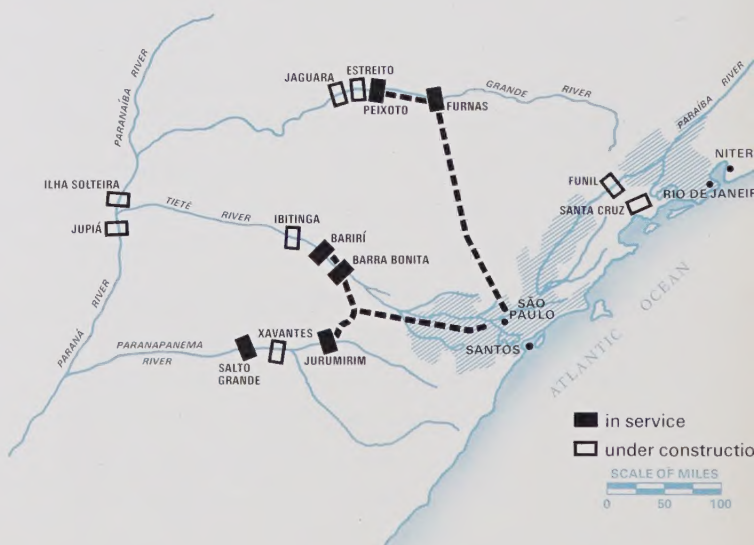 PARANAÍBA RIVER
JAGUARA
ESTREITO
PEIXOTO
FURNAS
GRANDE RIVER
PARAÍBA RIVER
NITER
RIO DE JANEIR
FUNIL
SANTA CRUZ
ILHA SOLTEIRA
JUPIÁ
TIETÉ RIVER
IBITINGA
BARIRÍ
BARRA BONITA
SÃO
PAULO
SANTOS
ATLANTIC OCEAN
PARANÁ RIVER
PARANAPANEMA
RIVER
SALTO
GRANDE
XAVANTES
JURUMIRIM
in service
under constructio
SCALE OF MILES
0 50 100